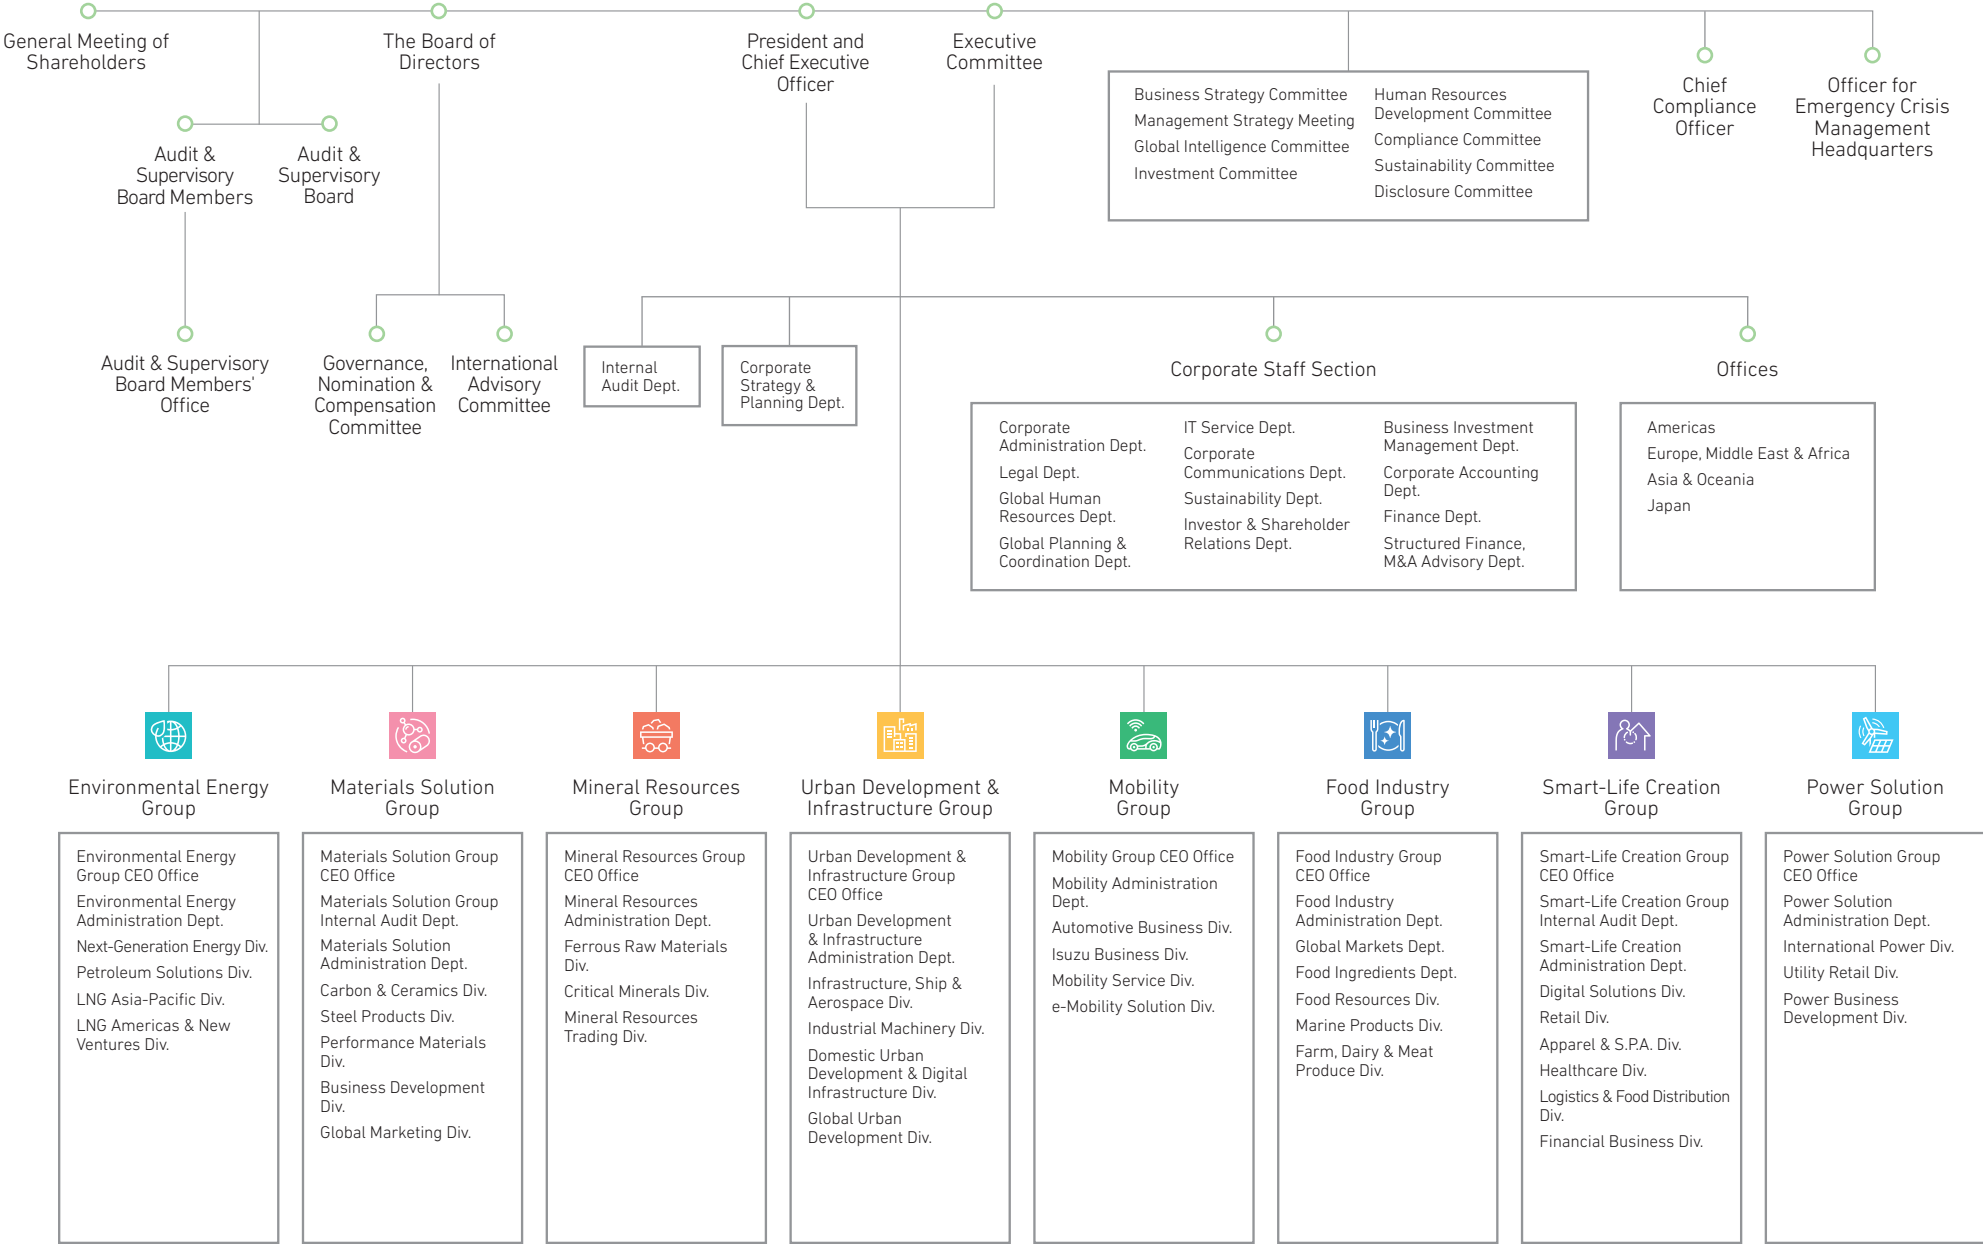 General Meeting of
Shareholders
The Board of
Directors
President and
Chief Executive
Officer
Executive
Committee
Business Strategy Committee
Management Strategy Meeting
Global Intelligence Committee
Investment Committee
Human Resources
Development Committee
Compliance Committee
Sustainability Committee
Disclosure Committee
Chief
Compliance
Officer
Officer for
Emergency Crisis
Management
Headquarters
Audit &
Supervisory
Board Members
Audit &
Supervisory
Board
Audit & Supervisory
Board Members'
Office
Governance,
Nomination &
Compensation
Committee
International
Advisory
Committee
Internal
Audit Dept.
Corporate
Strategy &
Planning Dept.
Corporate Staff Section
Corporate
Administration Dept.
Legal Dept.
Global Human
Resources Dept.
Global Planning &
Coordination Dept.
IT Service Dept.
Corporate
Communications Dept.
Sustainability Dept.
Investor & Shareholder
Relations Dept.
Business Investment
Management Dept.
Corporate Accounting
Dept.
Finance Dept.
Structured Finance,
M&A Advisory Dept.
Offices
Americas
Europe, Middle East & Africa
Asia & Oceania
Japan
Environmental Energy
Group
Environmental Energy
Group CEO Office
Environmental Energy
Administration Dept.
Next-Generation Energy Div.
Petroleum Solutions Div.
LNG Asia-Pacific Div.
LNG Americas & New
Ventures Div.
Materials Solution
Group
Materials Solution Group
CEO Office
Materials Solution Group
Internal Audit Dept.
Materials Solution
Administration Dept.
Carbon & Ceramics Div.
Steel Products Div.
Performance Materials
Div.
Business Development
Div.
Global Marketing Div.
Mineral Resources
Group
Mineral Resources Group
CEO Office
Mineral Resources
Administration Dept.
Ferrous Raw Materials
Div.
Critical Minerals Div.
Mineral Resources
Trading Div.
Urban Development &
Infrastructure Group
Urban Development &
Infrastructure Group
CEO Office
Urban Development
& Infrastructure
Administration Dept.
Infrastructure, Ship &
Aerospace Div.
Industrial Machinery Div.
Domestic Urban
Development & Digital
Infrastructure Div.
Global Urban
Development Div.
Mobility
Group
Mobility Group CEO Office
Mobility Administration
Dept.
Automotive Business Div.
Isuzu Business Div.
Mobility Service Div.
e-Mobility Solution Div.
Food Industry
Group
Food Industry Group
CEO Office
Food Industry
Administration Dept.
Global Markets Dept.
Food Ingredients Dept.
Food Resources Div.
Marine Products Div.
Farm, Dairy & Meat
Produce Div.
Smart-Life Creation
Group
Smart-Life Creation Group
CEO Office
Smart-Life Creation Group
Internal Audit Dept.
Smart-Life Creation
Administration Dept.
Digital Solutions Div.
Retail Div.
Apparel & S.P.A. Div.
Healthcare Div.
Logistics & Food Distribution
Div.
Financial Business Div.
Power Solution
Group
Power Solution Group
CEO Office
Power Solution
Administration Dept.
International Power Div.
Utility Retail Div.
Power Business
Development Div.